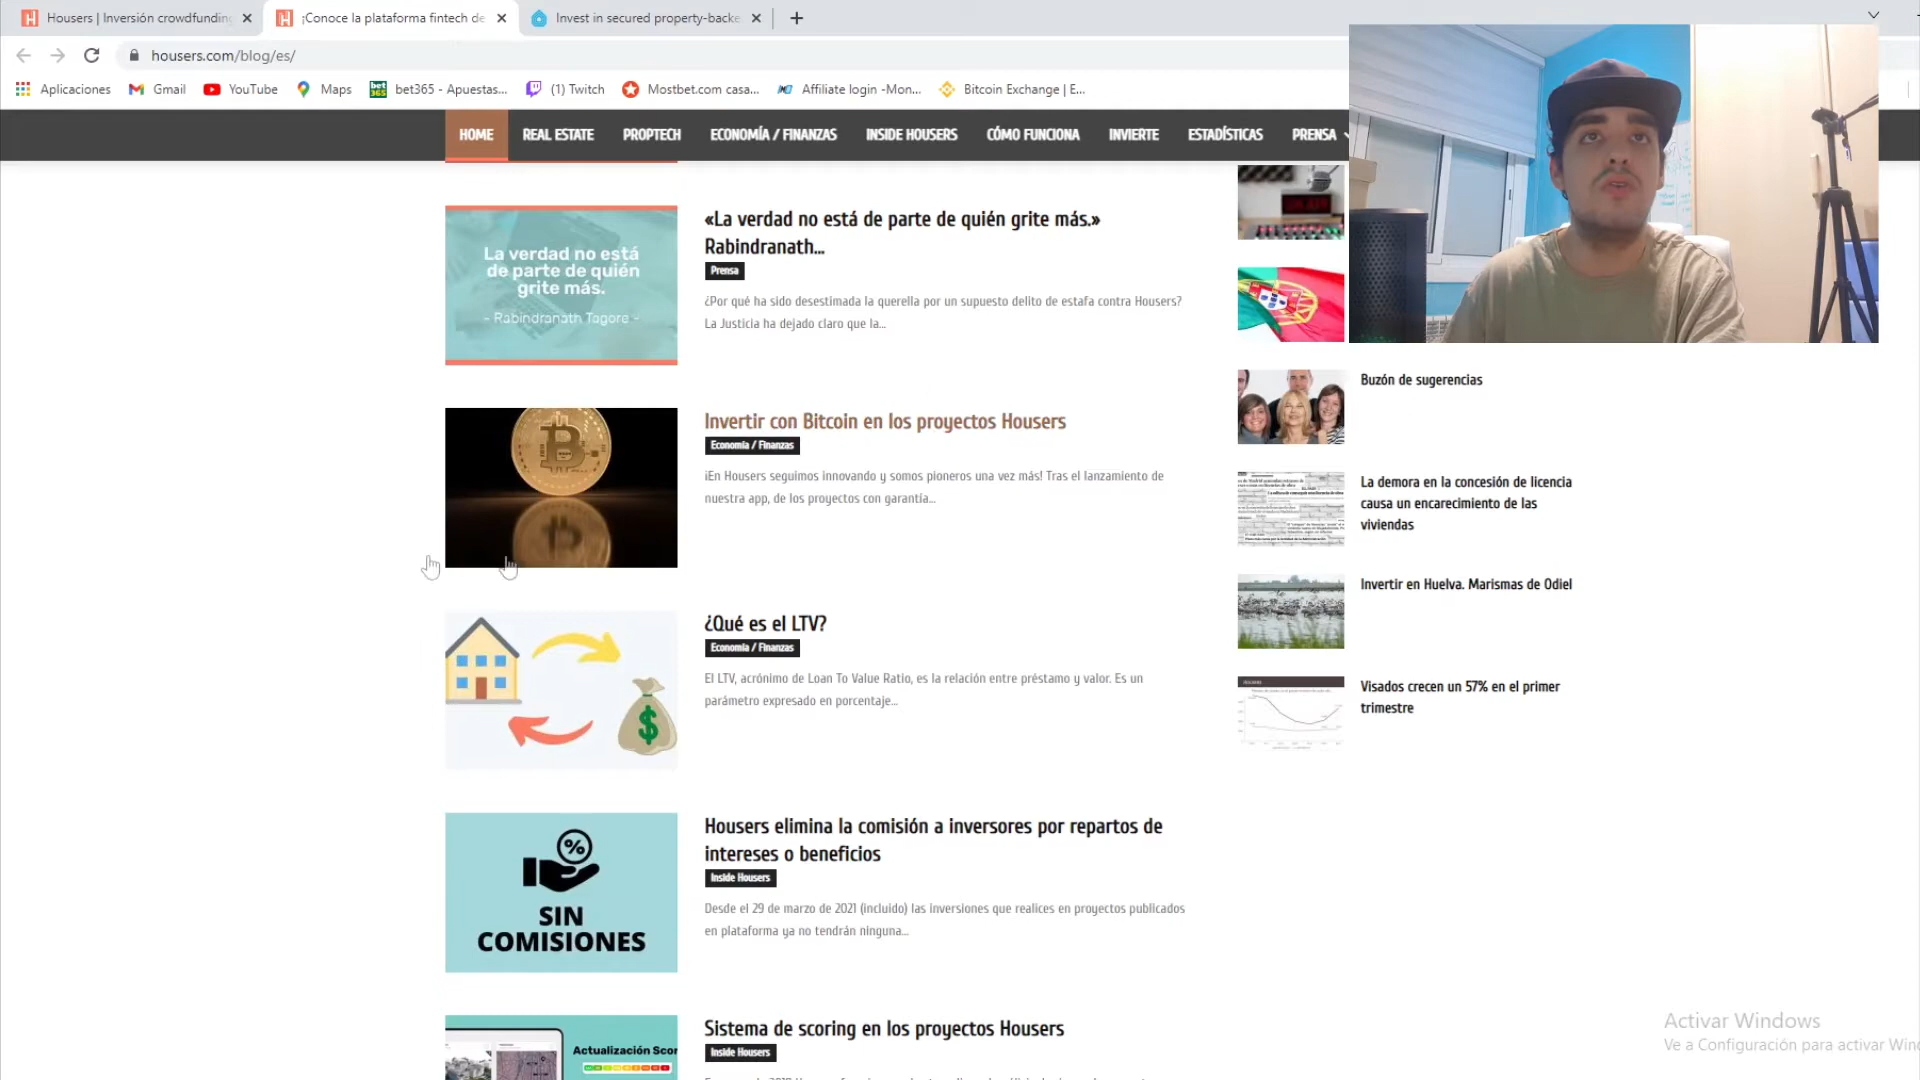 Housers | Inversión crowdfunding
¡Conoce la plataforma fintech de
Invest in secured property-backe
housers.com/blog/es/
Aplicaciones
Gmail
YouTube
Maps
bet365
bet365 - Apuestas...
(1) Twitch
Mostbet.com casa...
Affiliate login -Mon...
Bitcoin Exchange | E...
HOME
REAL ESTATE
PROPTECH
ECONOMÍA / FINANZAS
INSIDE HOUSERS
CÓMO FUNCIONA
INVIERTE
ESTADÍSTICAS
PRENSA
La verdad no está
de parte de quién
grite más.
- Rabindranath Tagore -
«La verdad no está de parte de quién grite más.»
Rabindranath...
Prensa
¿Por qué ha sido desestimada la querella por un supuesto delito de estafa contra Housers?
La Justicia ha dejado claro que la...
Invertir con Bitcoin en los proyectos Housers
Economía / Finanzas
¡En Housers seguimos innovando y somos pioneros una vez más! Tras el lanzamiento de
nuestra app, de los proyectos con garantía...
¿Qué es el LTV?
Economía / Finanzas
El LTV, acrónimo de Loan To Value Ratio, es la relación entre préstamo y valor. Es un
parámetro expresado en porcentaje...
SIN
COMISIONES
Housers elimina la comisión a inversores por repartos de
intereses o beneficios
Inside Housers
Desde el 29 de marzo de 2021 (incluido) las inversiones que realices en proyectos publicados
en plataforma ya no tendrán ninguna...
Actualización Scor
Sistema de scoring en los proyectos Housers
Inside Housers
Buzón de sugerencias
La demora en la concesión de licencia
causa un encarecimiento de las
viviendas
Invertir en Huelva. Marismas de Odiel
Visados crecen un 57% en el primer
trimestre
Activar Windows
Ve a Configuración para activar Win